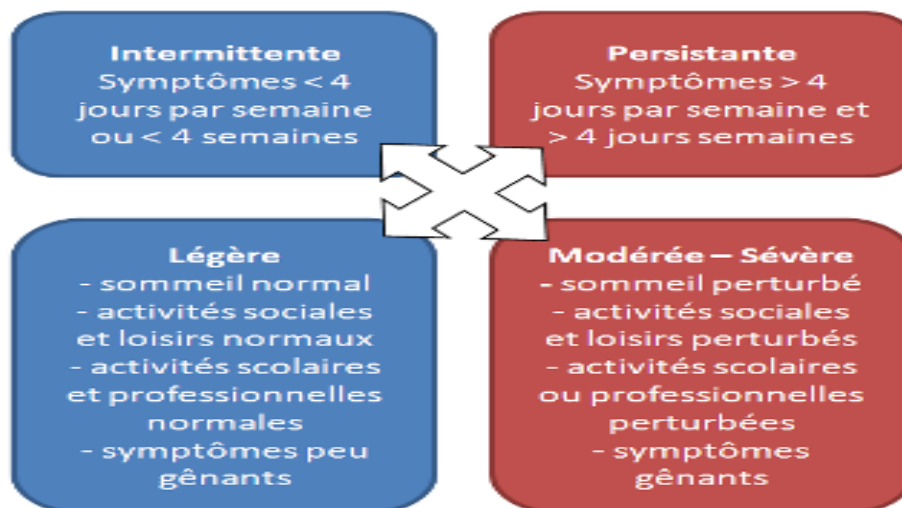 Intermittente
Symptômes < 4
jours par semaine
ou < 4 semaines
Persistante
Symptômes > 4
jours par semaine et
> 4 jours semaines
Légère
- sommeil normal
- activités sociales
et loisirs normaux
- activités scolaires
et professionnelles
normales
- symptômes peu
gênants
Modérée – Sévère
- sommeil perturbé
- activités sociales
et loisirs perturbés
- activités scolaires
ou professionnelles
perturbées
- symptômes
gênants